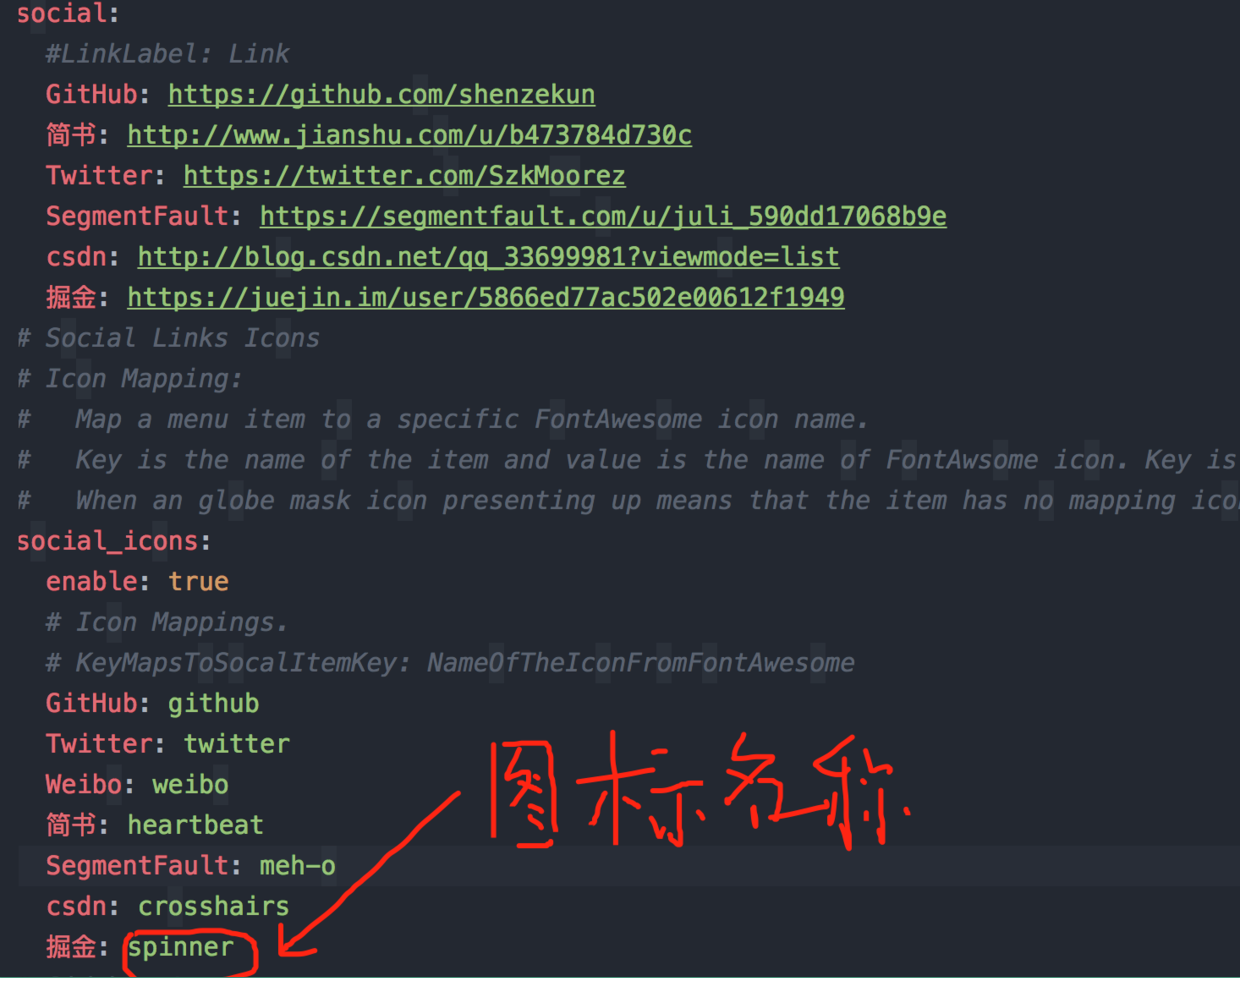 social:
#LinkLabel: Link
GitHub: https://github.com/shenzekun
简书: http://www.jianshu.com/u/b473784d730c
Twitter: https://twitter.com/SzkMoorez
SegmentFault: https://segmentfault.com/u/juli_590dd17068b9e
csdn: http://blog.csdn.net/qq_33699981?viewmode=list
掘金: https://juejin.im/user/5866ed77ac502e00612f1949
# Social Links Icons
# Icon Mapping:
# Map a menu item to a specific FontAwesome icon name.
# Key is the name of the item and value is the name of FontAwsome icon. Key is
# When an globe mask icon presenting up means that the item has no mapping ico
social_icons:
enable: true
# Icon Mappings.
# KeyMapsToSocalItemKey: NameOfTheIconFromFontAwesome
GitHub: github
Twitter: twitter
Weibo: weibo
简书: heartbeat
SegmentFault: meh-o
csdn: crosshairs
掘金: spinner
图标名称.